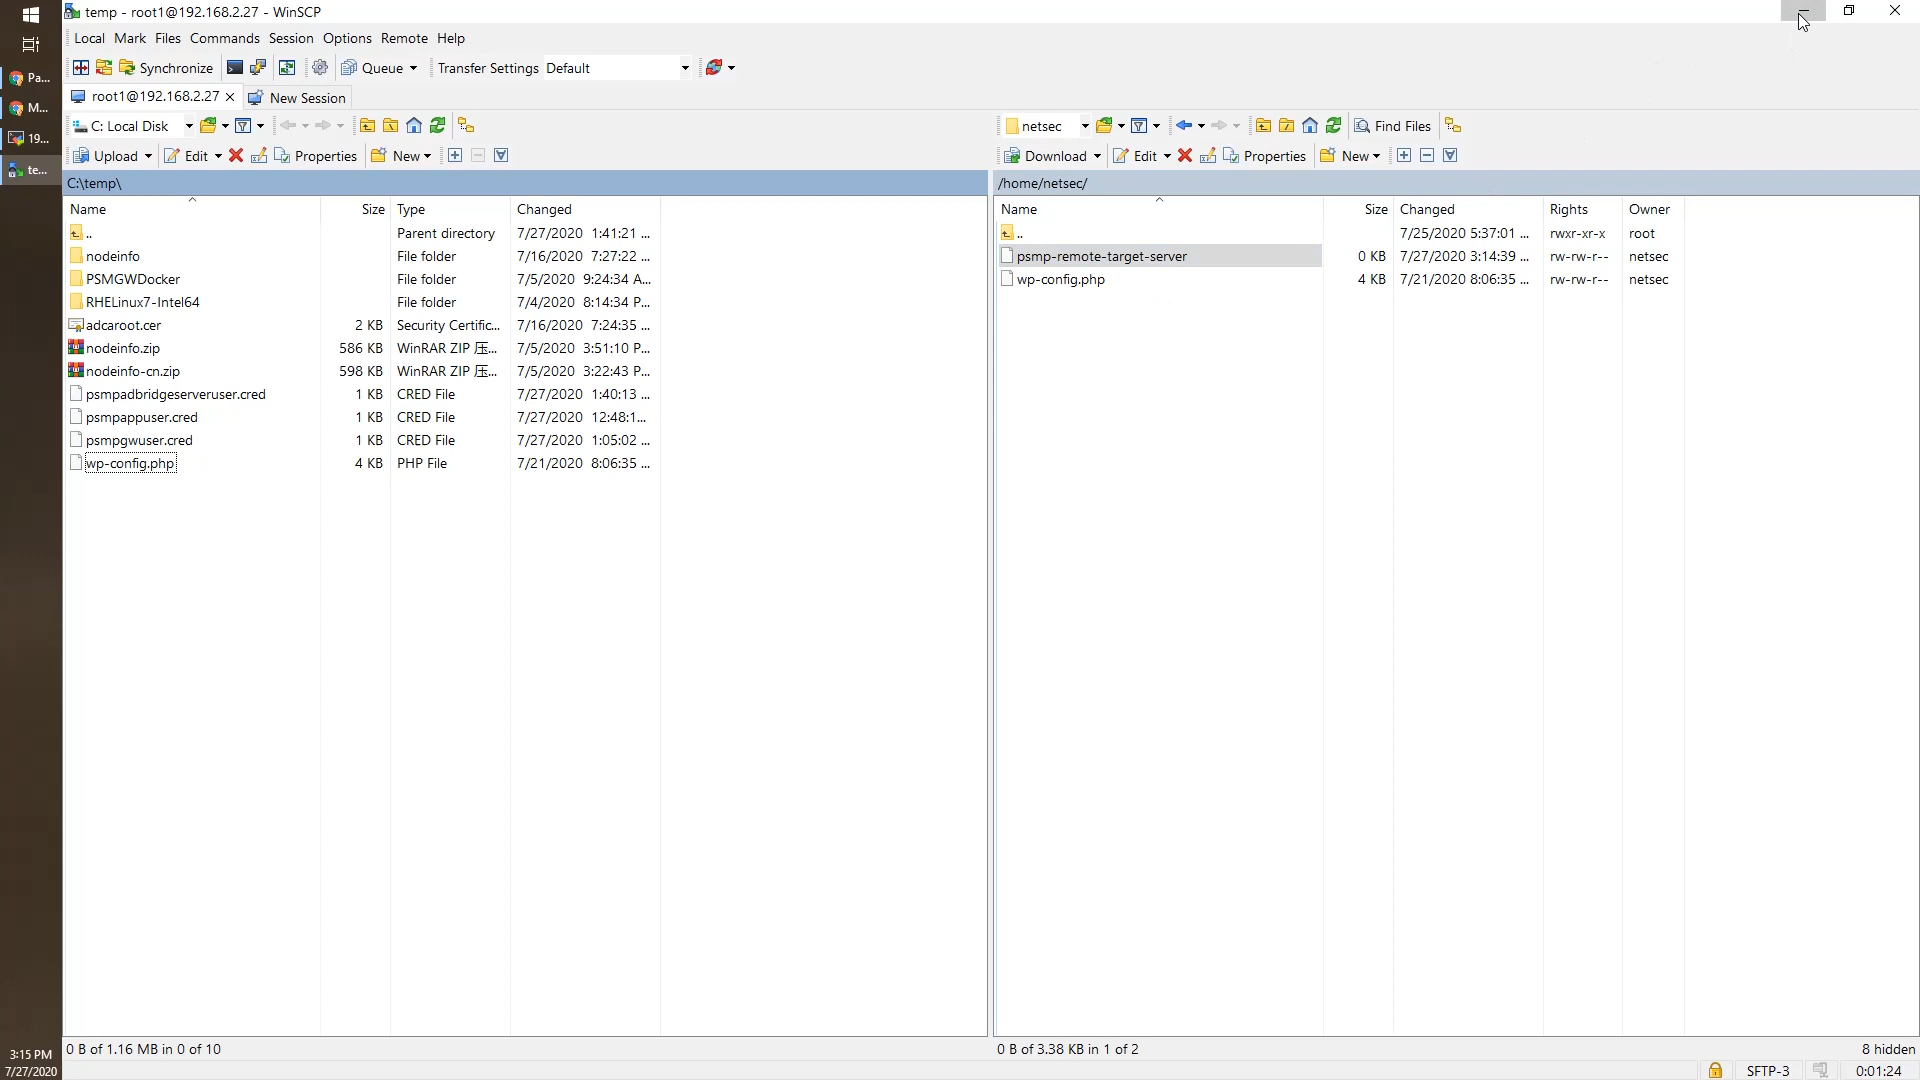 temp - root1@192.168.2.27 - WinSCP
Local Mark Files Commands Session Options Remote Help
Synchronize Queue Transfer Settings Default
root1@192.168.2.27 New Session
C: Local Disk
Upload Edit Properties New
C:\temp\
Name Size Type Changed
.. Parent directory 7/27/2020 1:41:21 ...
nodeinfo File folder 7/16/2020 7:27:22 ...
PSMGWDocker File folder 7/5/2020 9:24:34 A...
RHELinux7-Intel64 File folder 7/4/2020 8:14:34 P...
adcaroot.cer 2 KB Security Certific... 7/16/2020 7:24:35 ...
nodeinfo.zip 586 KB WinRAR ZIP 压... 7/5/2020 3:51:10 P...
nodeinfo-cn.zip 598 KB WinRAR ZIP 压... 7/5/2020 3:22:43 P...
psmpadbridgeserveruser.cred 1 KB CRED File 7/27/2020 1:40:13 ...
psmpappuser.cred 1 KB CRED File 7/27/2020 12:48:1...
psmpgwuser.cred 1 KB CRED File 7/27/2020 1:05:02 ...
wp-config.php 4 KB PHP File 7/21/2020 8:06:35 ...
0 B of 1.16 MB in 0 of 10
netsec Find Files
Download Edit Properties New
/home/netsec/
Name Size Changed Rights Owner
.. 7/25/2020 5:37:01 ... rwxr-xr-x root
psmp-remote-target-server 0 KB 7/27/2020 3:14:39 ... rw-rw-r-- netsec
wp-config.php 4 KB 7/21/2020 8:06:35 ... rw-rw-r-- netsec
0 B of 3.38 KB in 1 of 2 8 hidden
SFTP-3 0:01:24
Pa...
M...
19...
te...
3:15 PM
7/27/2020